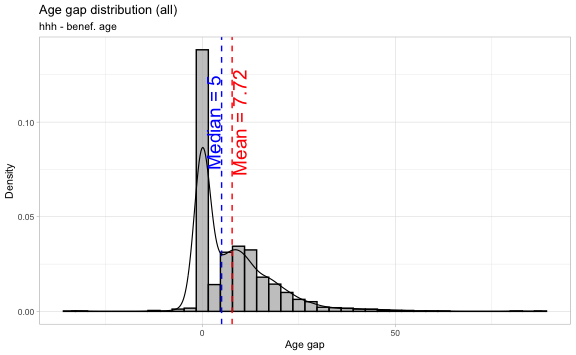 Age gap distribution (all)
hhh - benef. age
Density
0.10
0.05
0.00
Median = 5
Mean = 7.72
0
50
Age gap